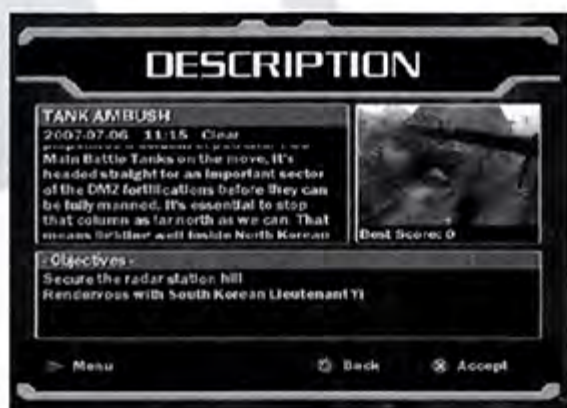 DESCRIPTION
TANK AMBUSH
2007-07-06 11:15 Clear
Main Battle Tanks on the move, it's
headed straight for an important sector
of the DMZ fortifications before they can
be fully manned. It's essential to stop
that column as far north as we can. That
means well inside North Korean
Best Score: 0
- Objectives -
Secure the radar station hill
Rendezvous with South Korean Lieutenant Yi
Menu
Back
Accept